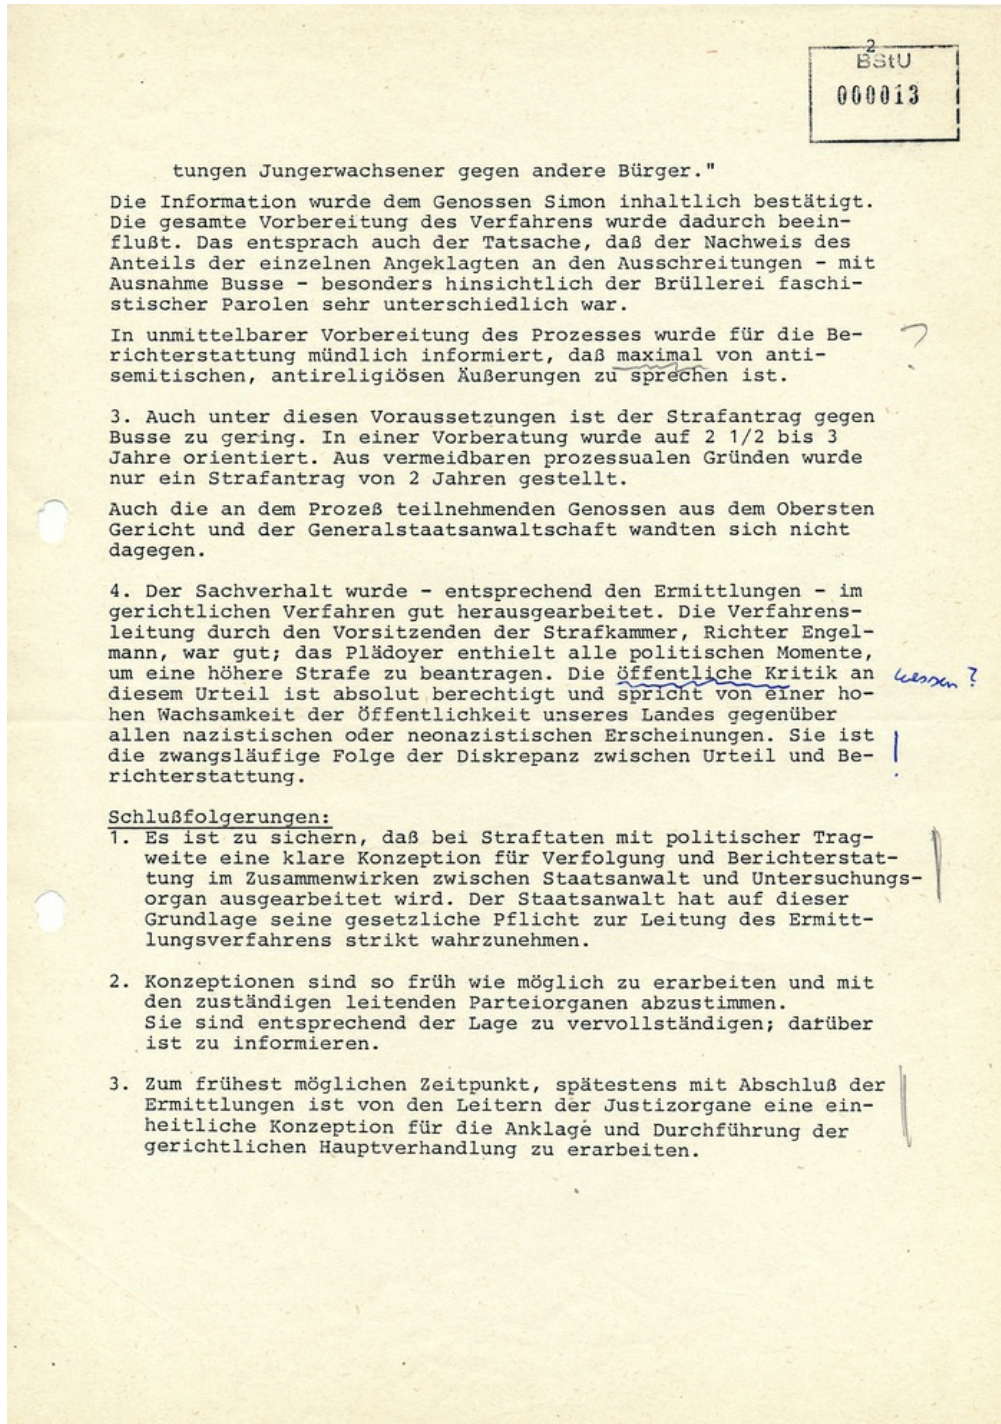 2
BStU
000013
tungen Jungerwachsener gegen andere Bürger."
Die Information wurde dem Genossen Simon inhaltlich bestätigt.
Die gesamte Vorbereitung des Verfahrens wurde dadurch beein-
flußt. Das entsprach auch der Tatsache, daß der Nachweis des
Anteils der einzelnen Angeklagten an den Ausschreitungen - mit
Ausnahme Busse - besonders hinsichtlich der Brüllerei faschi-
stischer Parolen sehr unterschiedlich war.
In unmittelbarer Vorbereitung des Prozesses wurde für die Be-
richterstattung mündlich informiert, daß maximal von anti-
semitischen, antireligiösen Äußerungen zu sprechen ist.
?
3. Auch unter diesen Voraussetzungen ist der Strafantrag gegen
Busse zu gering. In einer Vorberatung wurde auf 2 1/2 bis 3
Jahre orientiert. Aus vermeidbaren prozessualen Gründen wurde
nur ein Strafantrag von 2 Jahren gestellt.
Auch die an dem Prozeß teilnehmenden Genossen aus dem Obersten
Gericht und der Generalstaatsanwaltschaft wandten sich nicht
dagegen.
4. Der Sachverhalt wurde - entsprechend den Ermittlungen - im
gerichtlichen Verfahren gut herausgearbeitet. Die Verfahrens-
leitung durch den Vorsitzenden der Strafkammer, Richter Engel-
mann, war gut; das Plädoyer enthielt alle politischen Momente,
um eine höhere Strafe zu beantragen. Die öffentliche Kritik an
wessen?
diesem Urteil ist absolut berechtigt und spricht von einer ho-
hen Wachsamkeit der Öffentlichkeit unseres Landes gegenüber
allen nazistischen oder neonazistischen Erscheinungen. Sie ist
!
die zwangsläufige Folge der Diskrepanz zwischen Urteil und Be-
richterstattung.
Schlußfolgerungen:
1. Es ist zu sichern, daß bei Straftaten mit politischer Trag-
weite eine klare Konzeption für Verfolgung und Berichterstat-
tung im Zusammenwirken zwischen Staatsanwalt und Untersuchungs-
organ ausgearbeitet wird. Der Staatsanwalt hat auf dieser
Grundlage seine gesetzliche Pflicht zur Leitung des Ermitt-
lungsverfahrens strikt wahrzunehmen.
2. Konzeptionen sind so früh wie möglich zu erarbeiten und mit
den zuständigen leitenden Parteiorganen abzustimmen.
Sie sind entsprechend der Lage zu vervollständigen; darüber
ist zu informieren.
3. Zum frühest möglichen Zeitpunkt, spätestens mit Abschluß der
Ermittlungen ist von den Leitern der Justizorgane eine ein-
heitliche Konzeption für die Anklage und Durchführung der
gerichtlichen Hauptverhandlung zu erarbeiten.